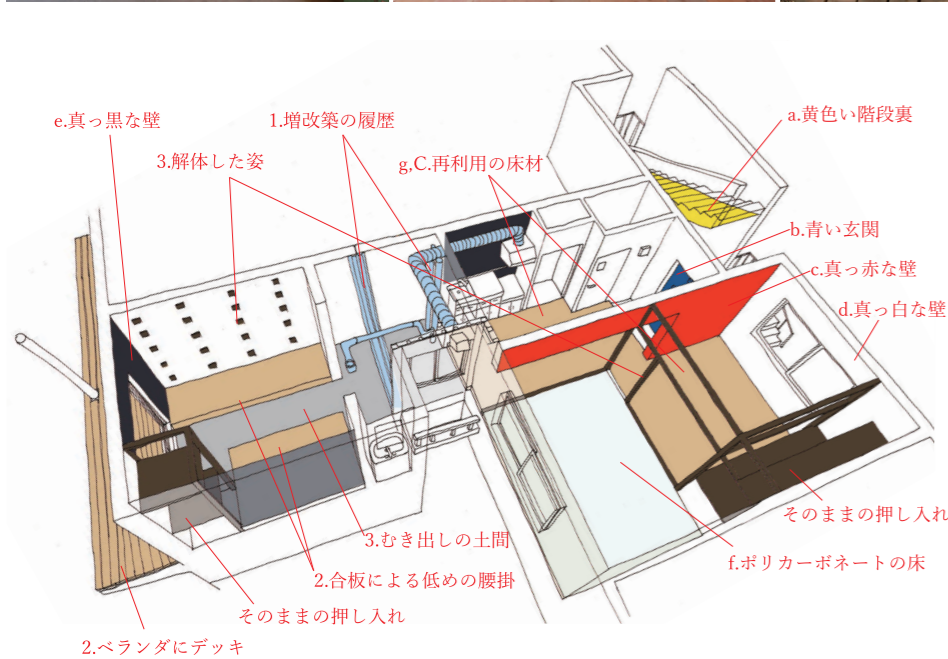 a.黄色い階段裏
e.真っ黒な壁
1.増改築の履歴
3.解体した姿
g,C.再利用の床材
b.青い玄関
c.真っ赤な壁
d.真っ白な壁
そのままの押し入れ
3.むき出しの土間
f.ポリカーボネートの床
2.合板による低めの腰掛
そのままの押し入れ
2.ベランダにデッキ